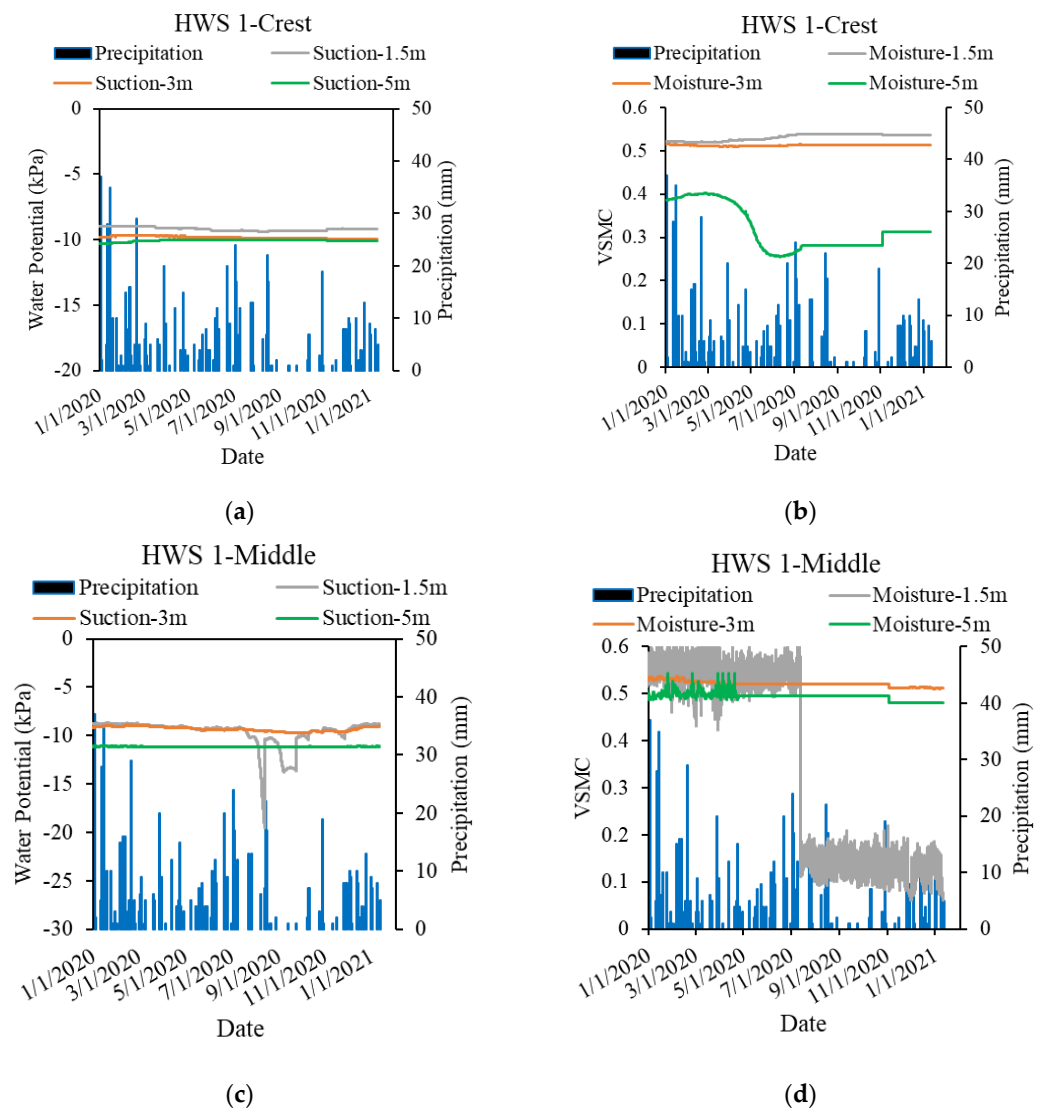 HWS 1-Crest
Precipitation Suction-1.5m
Suction-3m Suction-5m
Water Potential (kPa)
0
-5
-10
-15
-20
50
40
30
20
10
0
Precipitation (mm)
1/1/2020 3/1/2020 5/1/2020 7/1/2020 9/1/2020 11/1/2020 1/1/2021
Date
(a)
HWS 1-Crest
Precipitation Moisture-1.5m
Moisture-3m Moisture-5m
VSMC
0.6
0.5
0.4
0.3
0.2
0.1
0
50
40
30
20
10
0
Precipitation (mm)
1/1/2020 3/1/2020 5/1/2020 7/1/2020 9/1/2020 11/1/2020 1/1/2021
Date
(b)
HWS 1-Middle
Precipitation Suction-1.5m
Suction-3m Suction-5m
Water Potential (kPa)
0
-5
-10
-15
-20
-25
-30
50
40
30
20
10
0
Precipitation (mm)
1/1/2020 3/1/2020 5/1/2020 7/1/2020 9/1/2020 11/1/2020 1/1/2021
Date
(c)
HWS 1-Middle
Precipitation Moisture-1.5m
Moisture-3m Moisture-5m
VSMC
0.6
0.5
0.4
0.3
0.2
0.1
0
50
40
30
20
10
0
Precipitation (mm)
1/1/2020 3/1/2020 5/1/2020 7/1/2020 9/1/2020 11/1/2020 1/1/2021
Date
(d)